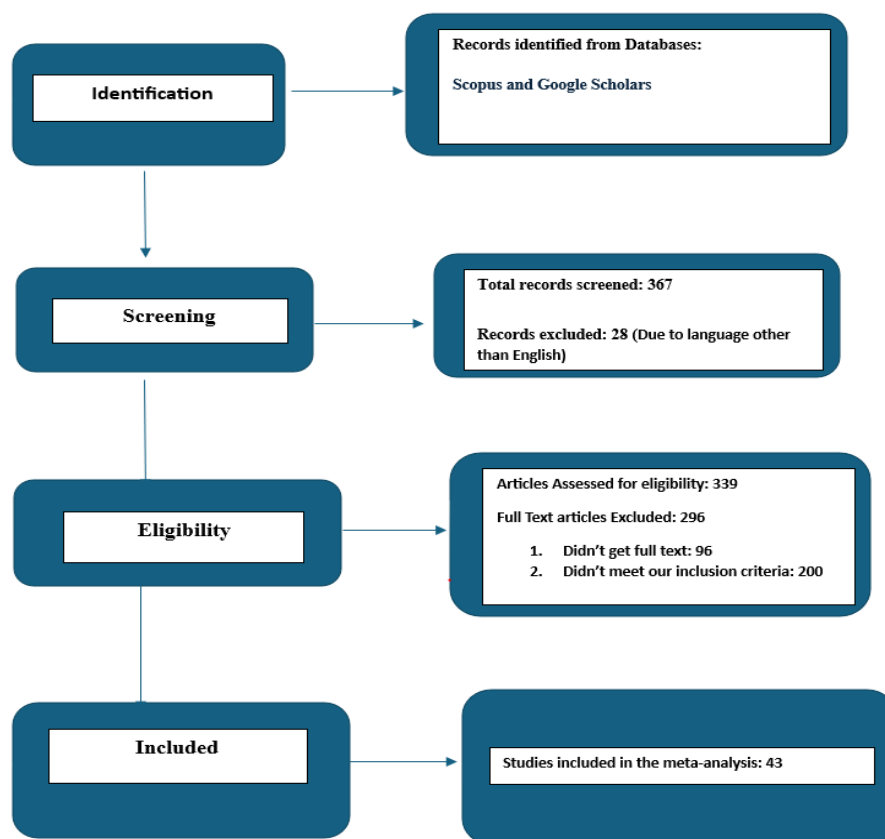 Identification
Records identified from Databases:
Scopus and Google Scholars
Screening
Total records screened: 367
Records excluded: 28 (Due to language other
than English)
Eligibility
Articles Assessed for eligibility: 339
Full Text articles Excluded: 296
1. Didn’t get full text: 96
2. Didn’t meet our inclusion criteria: 200
Included
Studies included in the meta-analysis: 43